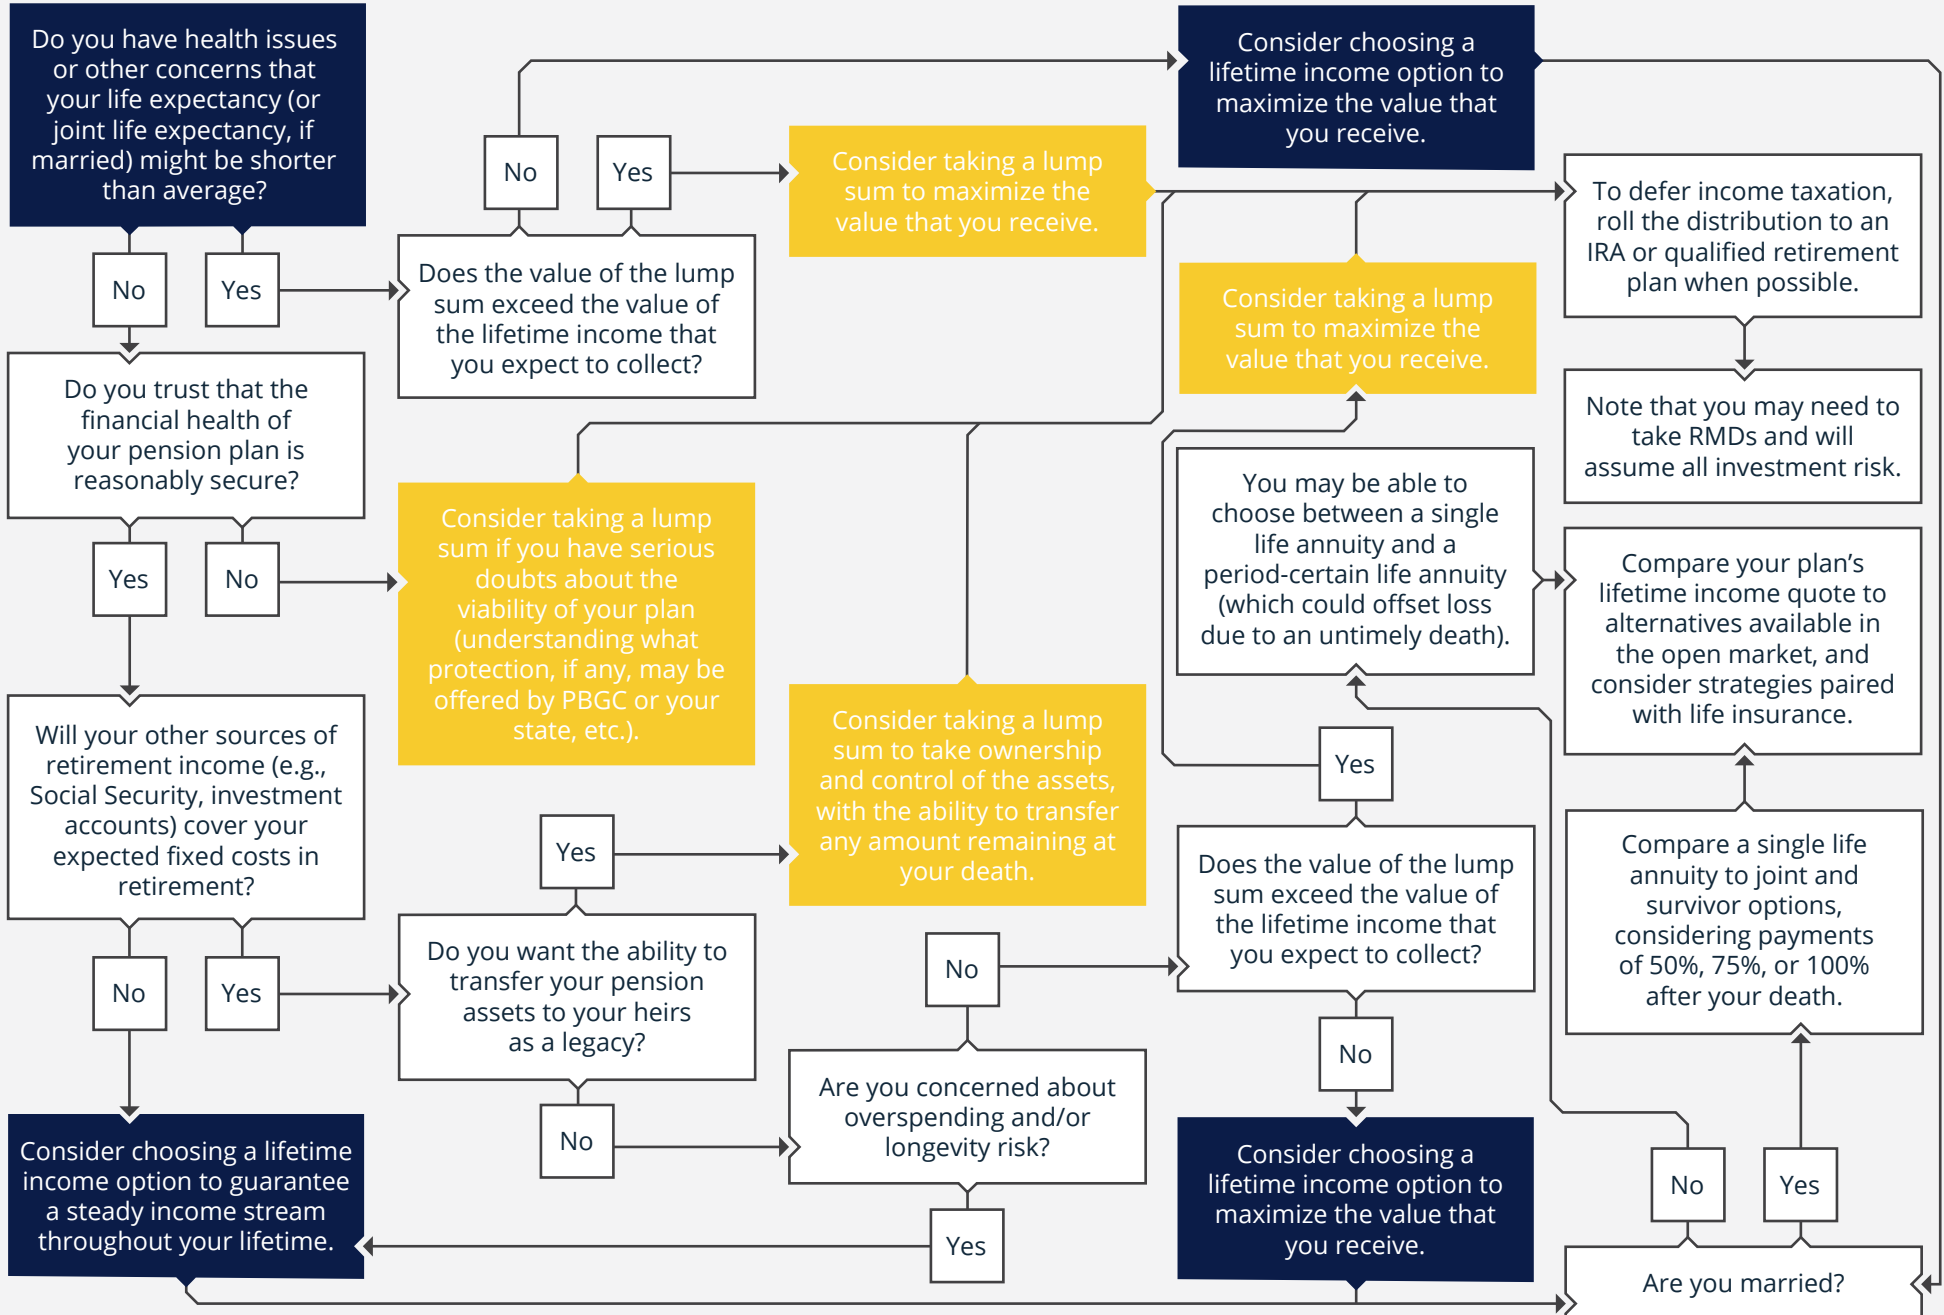 Do you have health issues
or other concerns that
your life expectancy (or
joint life expectancy, if
married) might be shorter
than average?
No
Yes
Do you trust that the
financial health of
your pension plan is
reasonably secure?
Yes
No
Will your other sources of
retirement income (e.g.,
Social Security, investment
accounts) cover your
expected fixed costs in
retirement?
No
Yes
Consider choosing a lifetime
income option to guarantee
a steady income stream
throughout your lifetime.
No
Yes
Does the value of the lump
sum exceed the value of
the lifetime income that
you expect to collect?
Consider taking a lump
sum if you have serious
doubts about the
viability of your plan
(understanding what
protection, if any, may be
offered by PBGC or your
state, etc.).
Yes
Do you want the ability to
transfer your pension
assets to your heirs
as a legacy?
No
Consider taking a lump
sum to maximize the
value that you receive.
Consider taking a lump
sum to take ownership
and control of the assets,
with the ability to transfer
any amount remaining at
your death.
No
Are you concerned about
overspending and/or
longevity risk?
Yes
Consider choosing a
lifetime income option to
maximize the value that
you receive.
Consider taking a lump
sum to maximize the
value that you receive.
You may be able to
choose between a single
life annuity and a
period-certain life annuity
(which could offset loss
due to an untimely death).
Yes
Does the value of the lump
sum exceed the value of
the lifetime income that
you expect to collect?
No
Consider choosing a
lifetime income option to
maximize the value that
you receive.
To defer income taxation,
roll the distribution to an
IRA or qualified retirement
plan when possible.
Note that you may need to
take RMDs and will
assume all investment risk.
Compare your plan’s
lifetime income quote to
alternatives available in
the open market, and
consider strategies paired
with life insurance.
Compare a single life
annuity to joint and
survivor options,
considering payments
of 50%, 75%, or 100%
after your death.
No
Yes
Are you married?